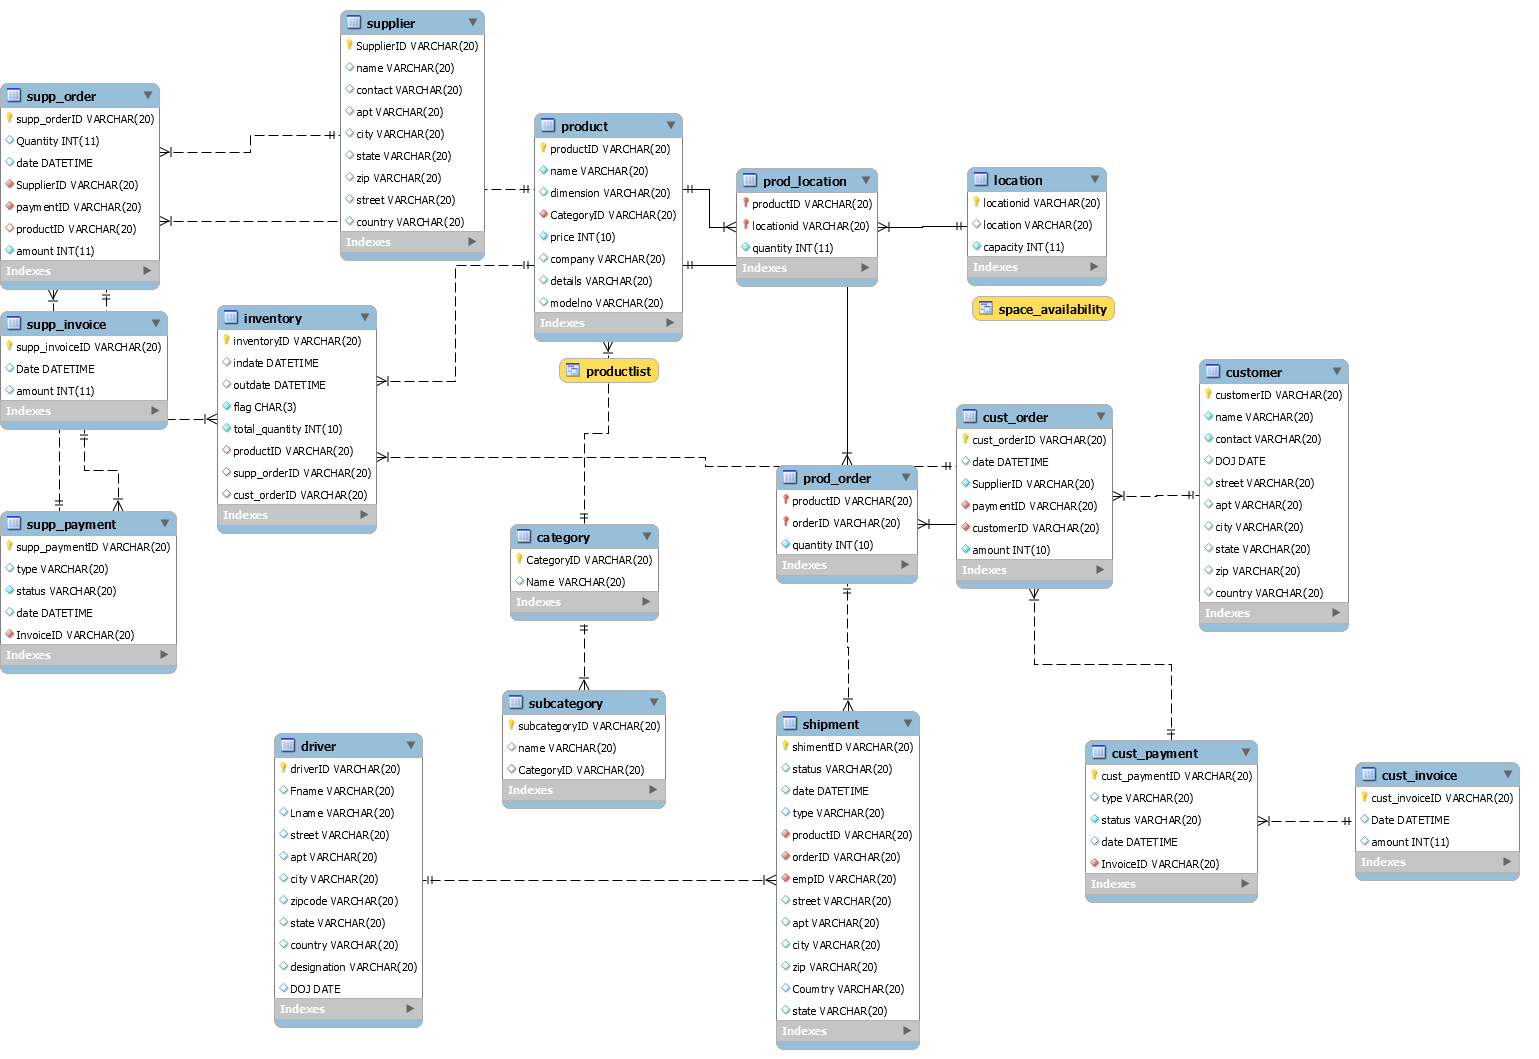 supplier
SupplierID VARCHAR(20)
name VARCHAR(20)
contact VARCHAR(20)
apt VARCHAR(20)
city VARCHAR(20)
state VARCHAR(20)
zip VARCHAR(20)
street VARCHAR(20)
country VARCHAR(20)
Indexes
supp_order
supp_orderID VARCHAR(20)
Quantity INT(11)
date DATETIME
SupplierID VARCHAR(20)
paymentID VARCHAR(20)
productID VARCHAR(20)
amount INT(11)
Indexes
product
productID VARCHAR(20)
name VARCHAR(20)
dimension VARCHAR(20)
CategoryID VARCHAR(20)
price INT(10)
company VARCHAR(20)
details VARCHAR(20)
modelno VARCHAR(20)
Indexes
prod_location
productID VARCHAR(20)
locationid VARCHAR(20)
quantity INT(11)
Indexes
location
locationid VARCHAR(20)
location VARCHAR(20)
capacity INT(11)
Indexes
space_availability
supp_invoice
supp_invoiceID VARCHAR(20)
Date DATETIME
amount INT(11)
Indexes
inventory
inventoryID VARCHAR(20)
indate DATETIME
outdate DATETIME
flag CHAR(3)
total_quantity INT(10)
productID VARCHAR(20)
supp_orderID VARCHAR(20)
cust_orderID VARCHAR(20)
Indexes
productlist
customer
customerID VARCHAR(20)
name VARCHAR(20)
contact VARCHAR(20)
DOJ DATE
street VARCHAR(20)
apt VARCHAR(20)
city VARCHAR(20)
state VARCHAR(20)
zip VARCHAR(20)
country VARCHAR(20)
Indexes
cust_order
cust_orderID VARCHAR(20)
date DATETIME
SupplierID VARCHAR(20)
paymentID VARCHAR(20)
customerID VARCHAR(20)
amount INT(10)
Indexes
prod_order
productID VARCHAR(20)
orderID VARCHAR(20)
quantity INT(10)
Indexes
supp_payment
supp_paymentID VARCHAR(20)
type VARCHAR(20)
status VARCHAR(20)
date DATETIME
InvoiceID VARCHAR(20)
Indexes
category
CategoryID VARCHAR(20)
Name VARCHAR(20)
Indexes
subcategory
subcategoryID VARCHAR(20)
name VARCHAR(20)
CategoryID VARCHAR(20)
Indexes
shipment
shimentID VARCHAR(20)
status VARCHAR(20)
date DATETIME
type VARCHAR(20)
productID VARCHAR(20)
orderID VARCHAR(20)
empID VARCHAR(20)
street VARCHAR(20)
apt VARCHAR(20)
city VARCHAR(20)
zip VARCHAR(20)
Coumtry VARCHAR(20)
state VARCHAR(20)
Indexes
driver
driverID VARCHAR(20)
Fname VARCHAR(20)
Lname VARCHAR(20)
street VARCHAR(20)
apt VARCHAR(20)
city VARCHAR(20)
zipcode VARCHAR(20)
state VARCHAR(20)
country VARCHAR(20)
designation VARCHAR(20)
DOJ DATE
Indexes
cust_payment
cust_paymentID VARCHAR(20)
type VARCHAR(20)
status VARCHAR(20)
date DATETIME
InvoiceID VARCHAR(20)
Indexes
cust_invoice
cust_invoiceID VARCHAR(20)
Date DATETIME
amount INT(11)
Indexes